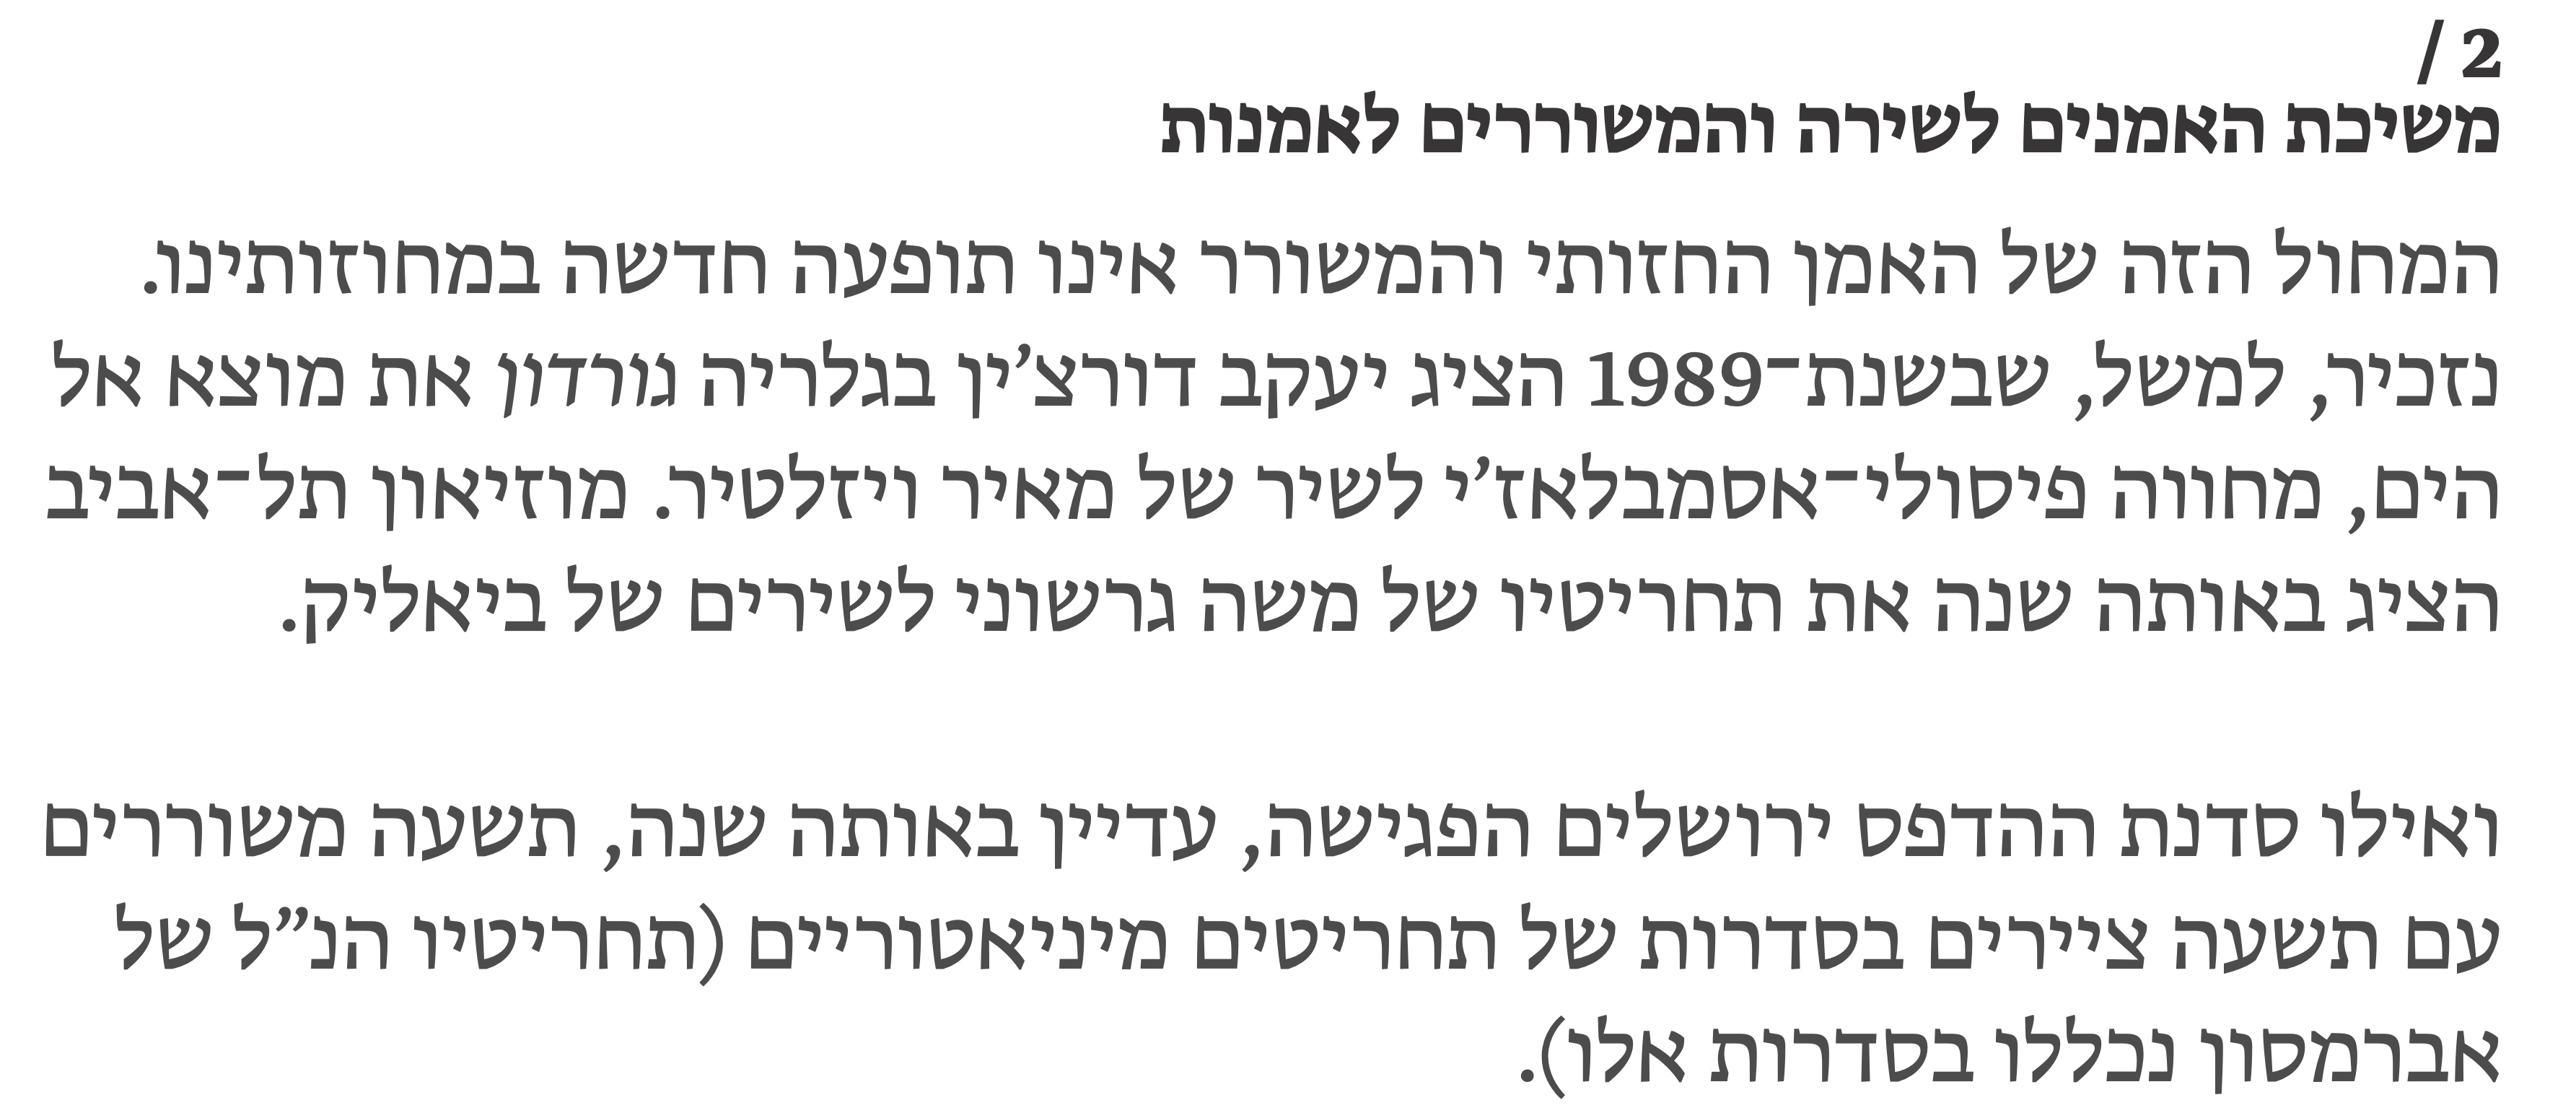 2 /
משיכת האמנים לשירה והמשוררים לאמנות
המחול הזה של האמן החזותי והמשורר אינו תופעה חדשה במחוזותינו.
נזכיר, למשל, שבשנת־1989 הציג יעקב דורצ’ין בגלריה גורדון את מוצא אל
הים, מחווה פיסולי־אסמבלאז’י לשיר של מאיר ויזלטיר. מוזיאון תל־אביב
הציג באותה שנה את תחריטיו של משה גרשוני לשירים של ביאליק.
ואילו סדנת ההדפס ירושלים הפגישה, עדיין באותה שנה, תשעה משוררים
עם תשעה ציירים בסדרות של תחריטים מיניאטוריים (תחריטיו הנ”ל של
אברמסון נכללו בסדרות אלו).